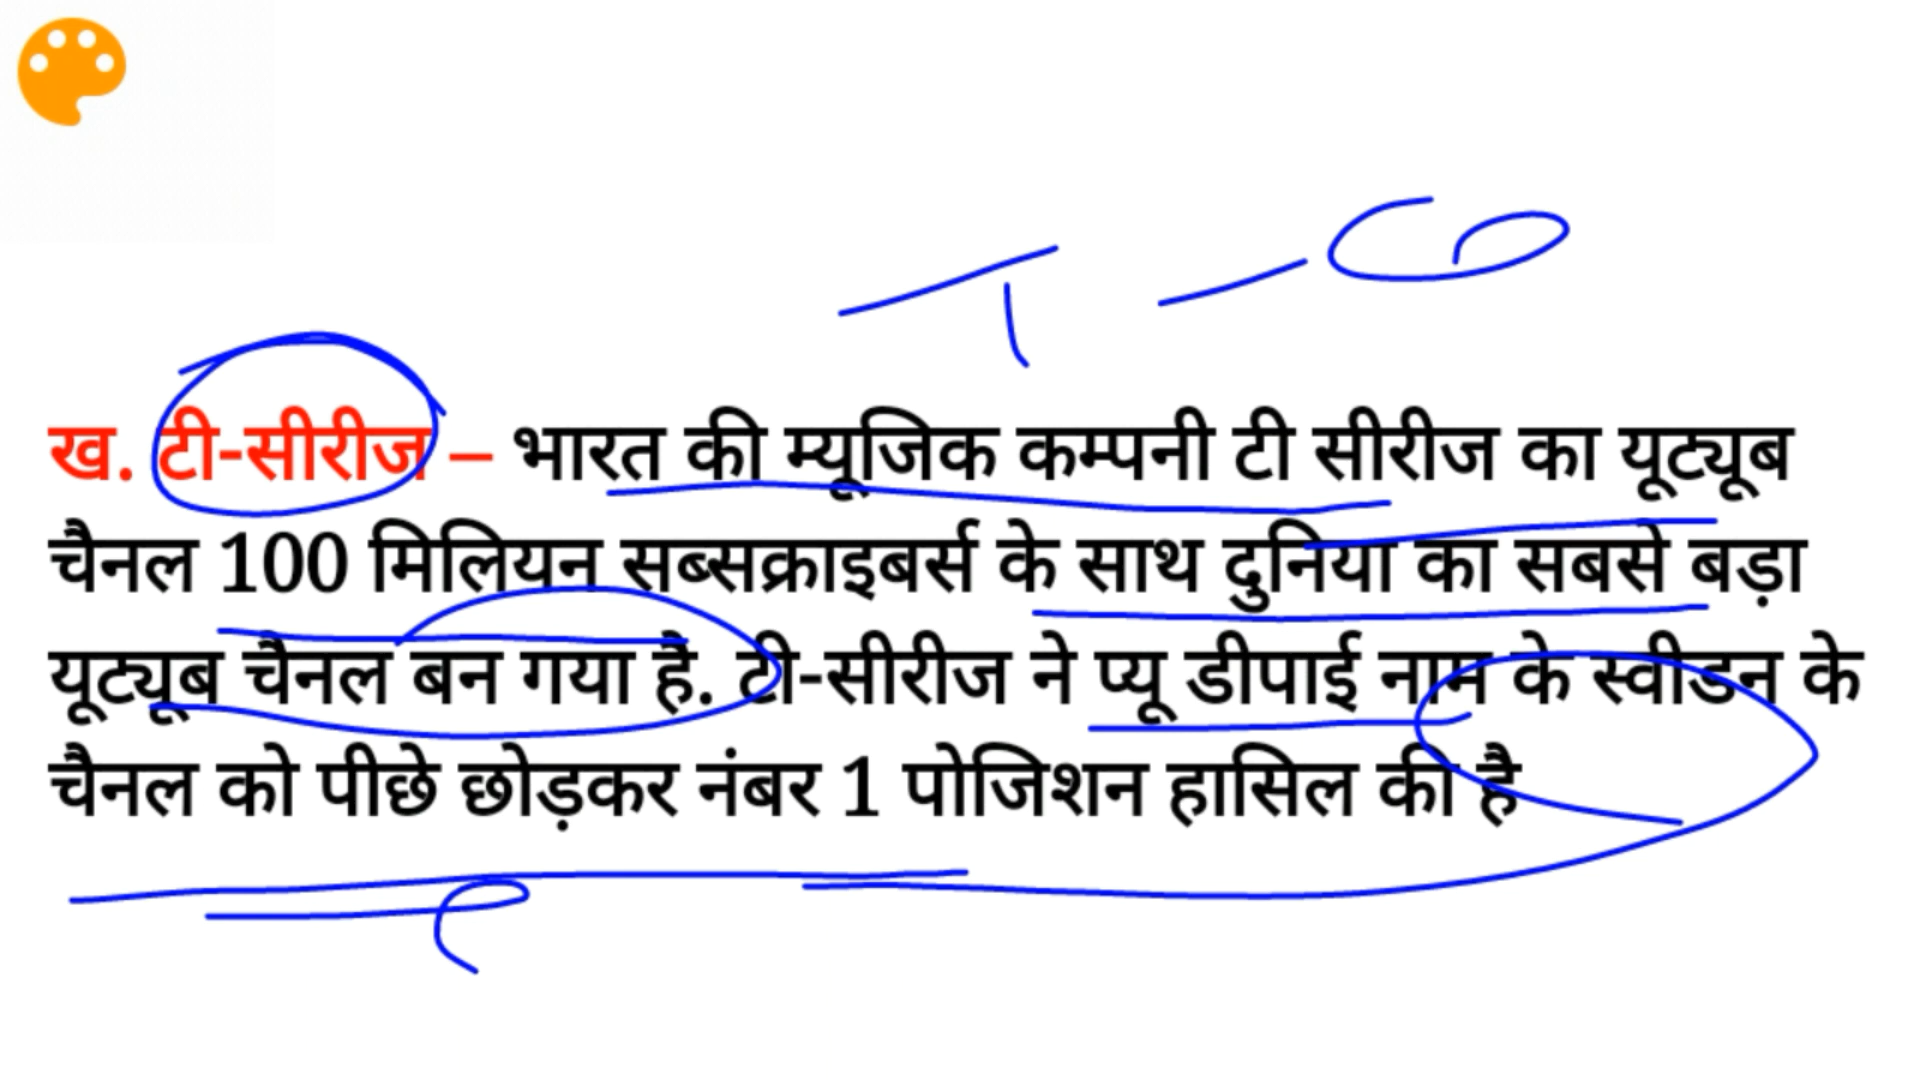 ख. टी-सीरीज – भारत की म्यूजिक कम्पनी टी सीरीज का यूट्यूब
चैनल 100 मिलियन सब्सक्राइबर्स के साथ दुनिया का सबसे बड़ा
यूट्यूब चैनल बन गया है. टी-सीरीज ने प्यू डीपाई नाम के स्वीडन के
चैनल को पीछे छोड़कर नंबर 1 पोजिशन हासिल की है